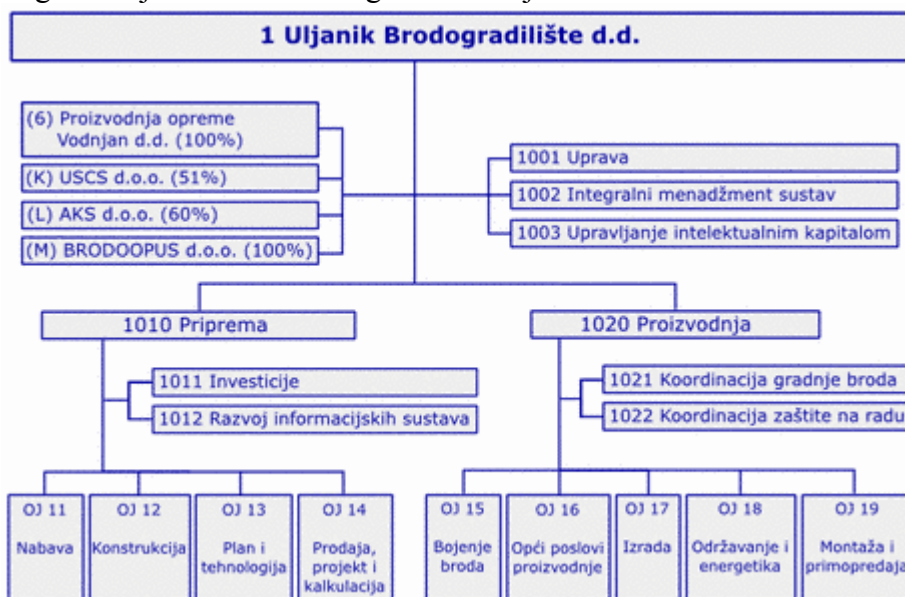 1 Uljanik Brodogradilište d.d.
(6) Proizvodnja opreme
Vodnjan d.d. (100%)
(K) USCS d.o.o. (51%)
(L) AKS d.o.o. (60%)
(M) BRODOOPUS d.o.o. (100%)
1001 Uprava
1002 Integralni menadžment sustav
1003 Upravljanje intelektualnim kapitalom
1010 Priprema
1020 Proizvodnja
1011 Investicije
1012 Razvoj informacijskih sustava
1021 Koordinacija gradnje broda
1022 Koordinacija zaštite na radu
OJ 11
Nabava
OJ 12
Konstrukcija
OJ 13
Plan i
tehnologija
OJ 14
Prodaja,
projekt i
kalkulacija
OJ 15
Bojenje
broda
OJ 16
Opći poslovi
proizvodnje
OJ 17
Izrada
OJ 18
Održavanje i
energetika
OJ 19
Montaža i
primopredaja